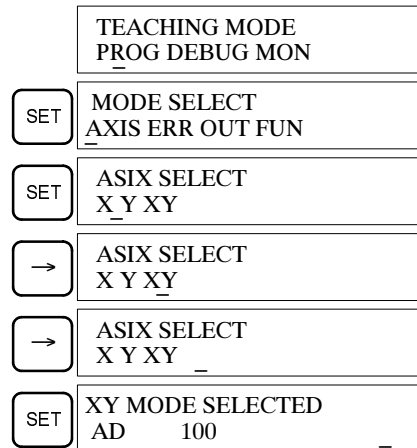 TEACHING MODE
PROG DEBUG MON
SET
MODE SELECT
AXIS ERR OUT FUN
SET
ASIX SELECT
X Y XY
→
ASIX SELECT
X Y XY
→
ASIX SELECT
X Y XY _
SET
XY MODE SELECTED
AD 100 _